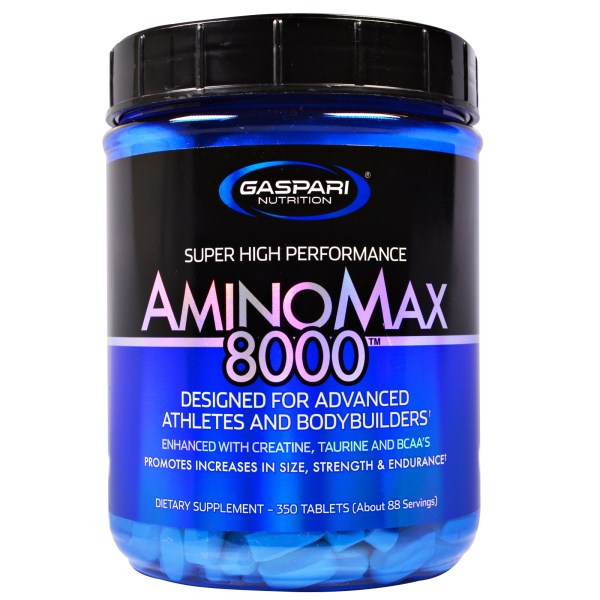 GASPARI®
NUTRITION
SUPER HIGH PERFORMANCE
AMINOMAX
8000™
DESIGNED FOR ADVANCED
ATHLETES AND BODYBUILDERS†
ENHANCED WITH CREATINE, TAURINE AND BCAA'S
PROMOTES INCREASES IN SIZE, STRENGTH & ENDURANCE†
DIETARY SUPPLEMENT – 350 TABLETS (About 88 Servings)